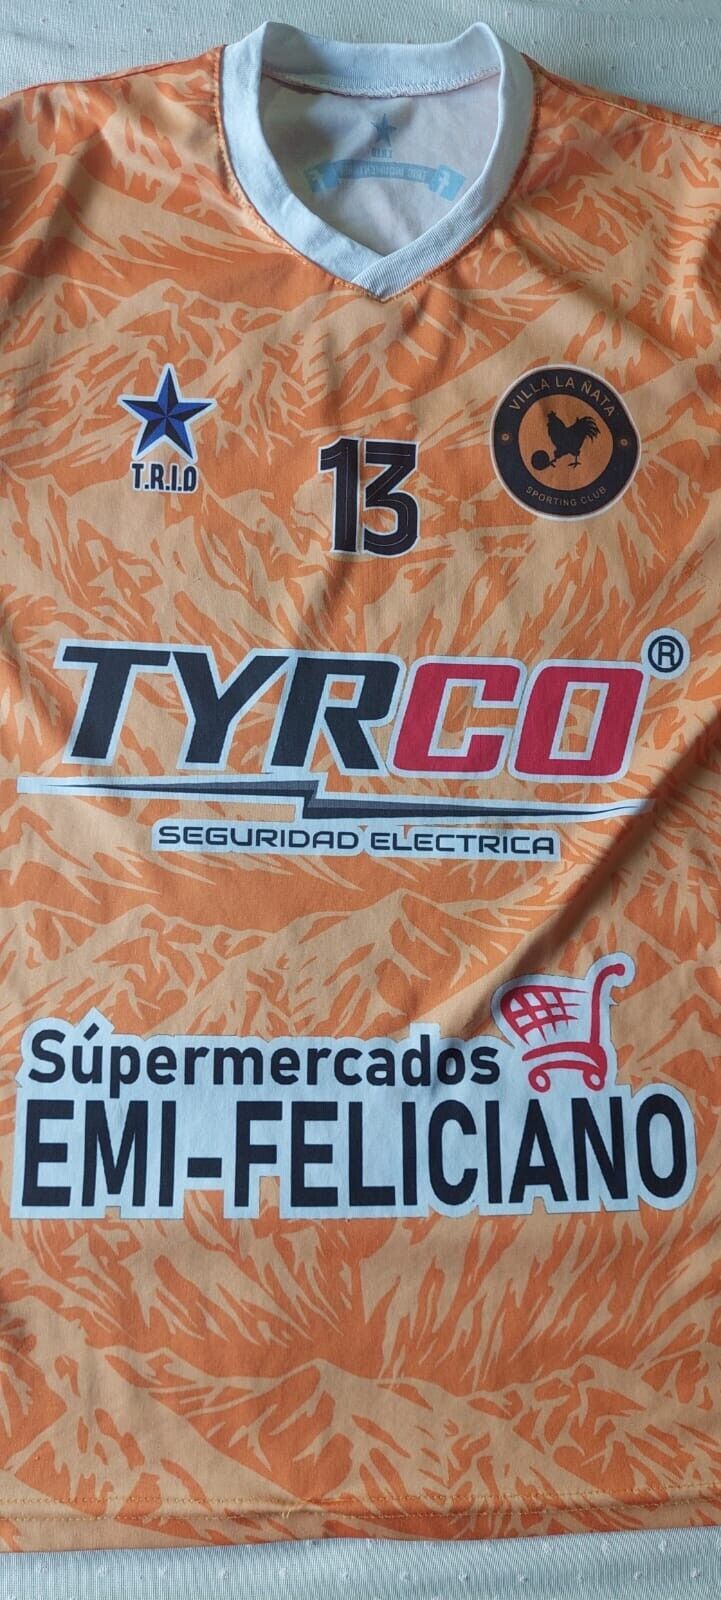 T.R.I.O
T.R.I.O
13
VILLA LA ÑATA
SPORTING CLUB
TYRCO®
SEGURIDAD ELECTRICA
Súpermercados
EMI-FELICIANO